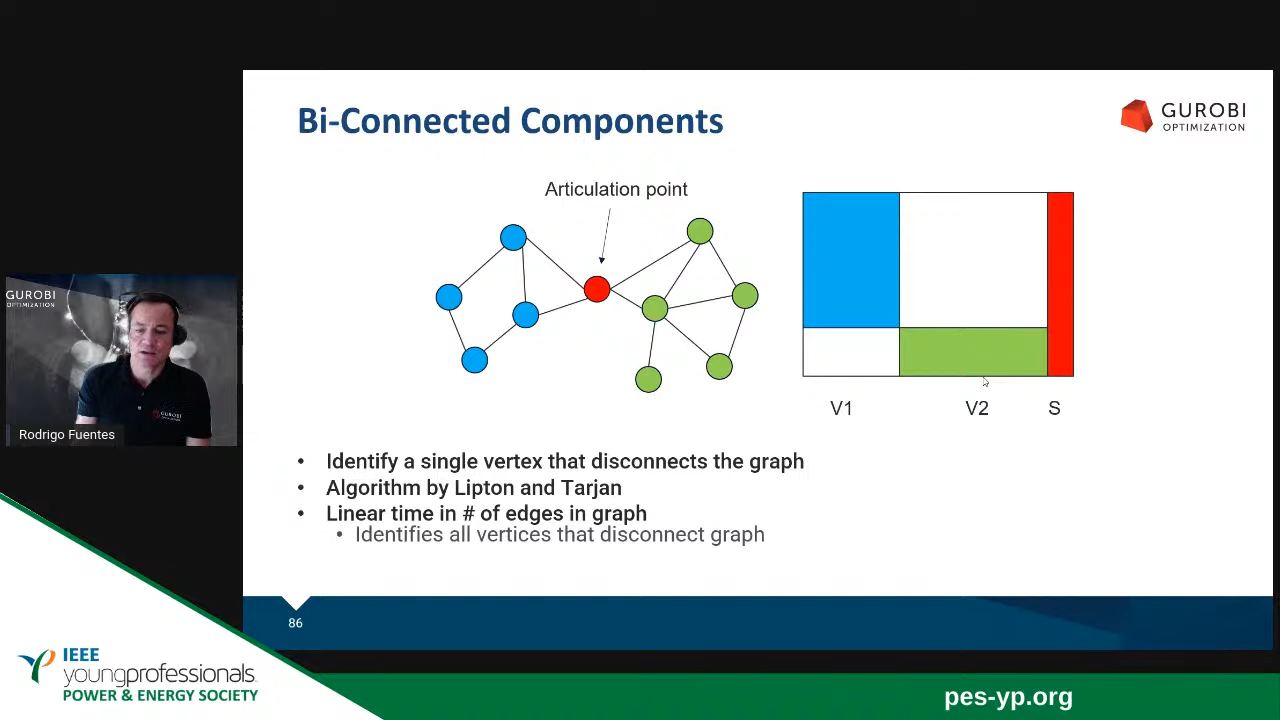 Bi-Connected Components
GUROBI
OPTIMIZATION
Articulation point
V1
V2
S
GUROBI
OPTIMIZATION
GUROBI
Rodrigo Fuentes
• Identify a single vertex that disconnects the graph
• Algorithm by Lipton and Tarjan
• Linear time in # of edges in graph
• Identifies all vertices that disconnect graph
86
IEEE
youngprofessionals
POWER & ENERGY SOCIETY
pes-yp.org